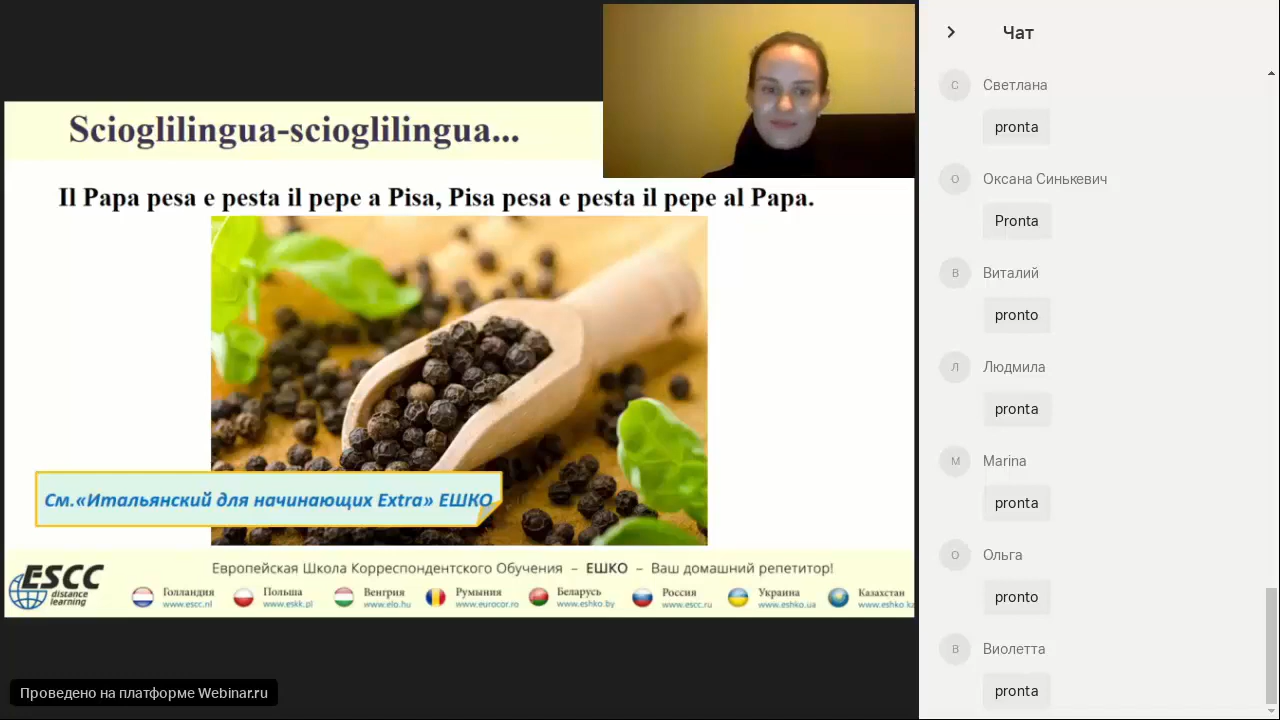 Scioglilingua-scioglilingua...
Il Papa pesa e pesta il pepe a Pisa, Pisa pesa e pesta il pepe al Papa.
См.«Итальянский для начинающих Extra» ЕШКО
ESCC
distance
learning
Европейская Школа Корреспондентского Обучения – ЕШКО – Ваш домашний репетитор!
Голландия
www.escc.nl
Польша
www.eskk.pl
Венгрия
www.elo.hu
Румыния
www.eurocor.ro
Беларусь
www.eshko.by
Россия
www.escc.ru
Украина
www.eshko.ua
Казахстан
www.eshko.kz
Проведено на платформе Webinar.ru
Чат
С
Светлана
pronta
О
Оксана Синькевич
Pronta
В
Виталий
pronto
Л
Людмила
pronta
M
Marina
pronta
О
Ольга
pronto
В
Виолетта
pronta